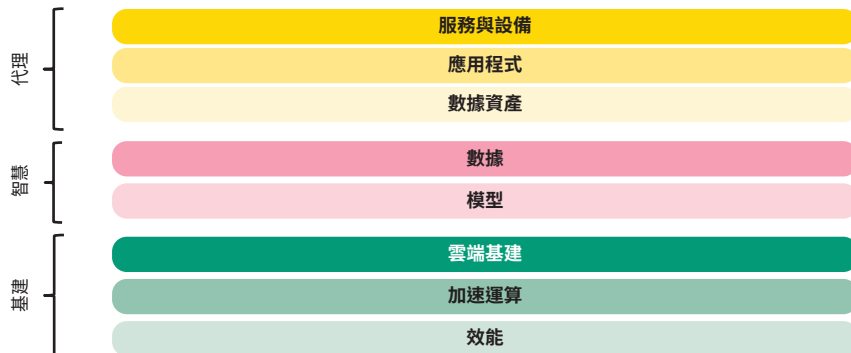 代理
服務與設備
應用程式
數據資產
智慧
數據
模型
基建
雲端基建
加速運算
效能